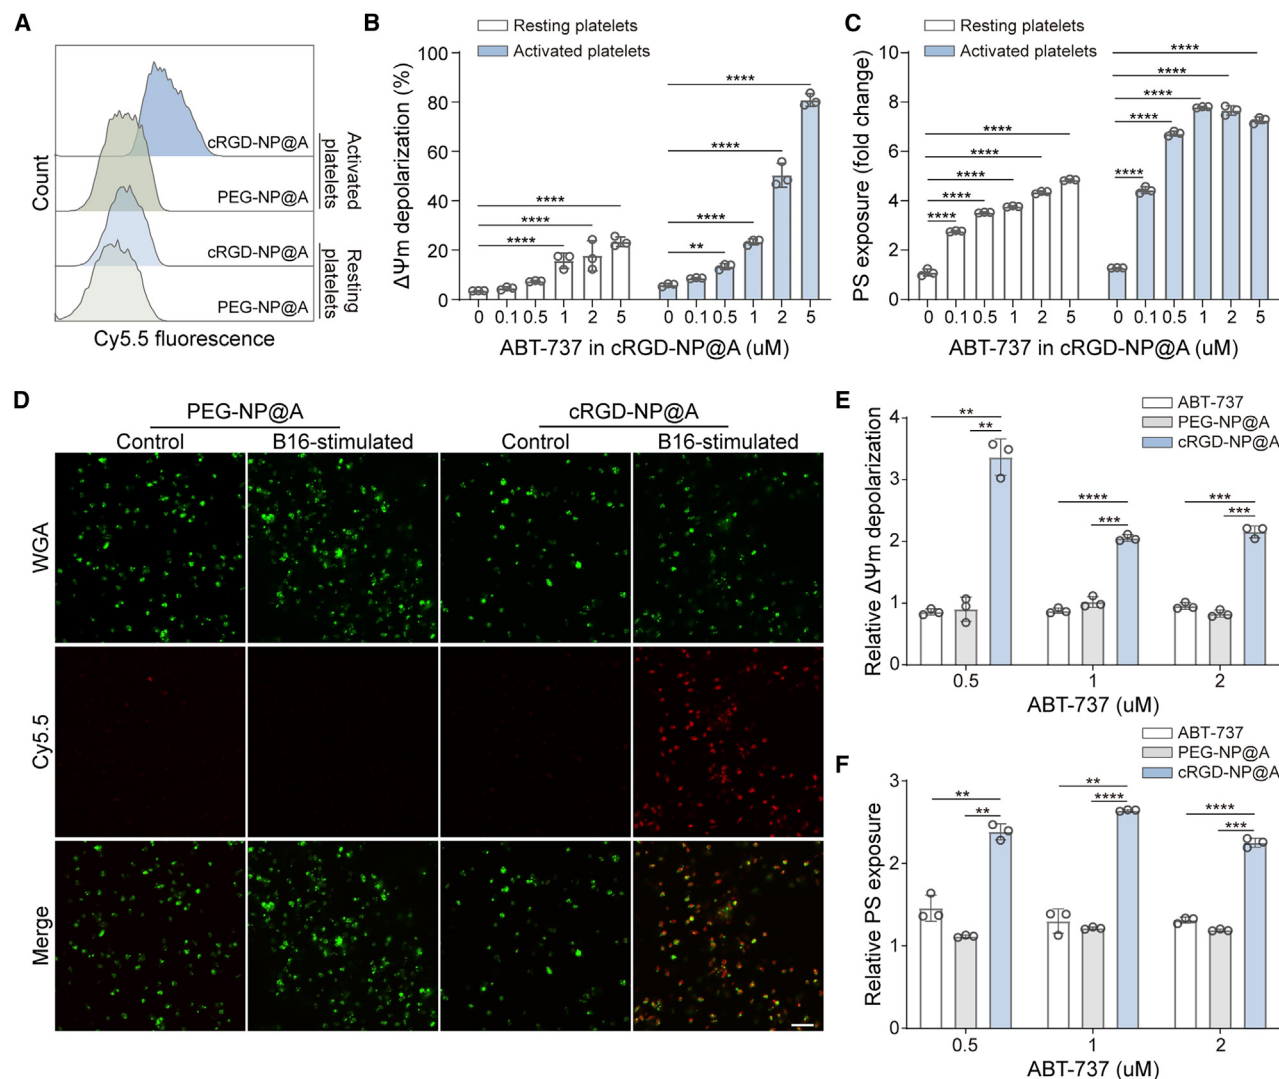 A
Count
cRGD-NP@A
PEG-NP@A
cRGD-NP@A
PEG-NP@A
Activated
platelets
Resting
platelets
Cy5.5 fluorescence
B
Resting platelets
Activated platelets
ΔΨm depolarization (%)
100
80
60
40
20
0
****
****
****
**
****
****
****
0 0.1 0.5 1 2 5 0 0.1 0.5 1 2 5
ABT-737 in cRGD-NP@A (uM)
C
Resting platelets
Activated platelets
PS exposure (fold change)
10
8
6
4
2
0
****
****
****
****
****
****
****
****
****
****
0 0.1 0.5 1 2 5 0 0.1 0.5 1 2 5
ABT-737 in cRGD-NP@A (uM)
D
PEG-NP@A cRGD-NP@A
Control B16-stimulated Control B16-stimulated
WGA
Cy5.5
Merge
E
ABT-737
PEG-NP@A
cRGD-NP@A
Relative ΔΨm depolarization
4
3
2
1
0
**
**
****
***
***
***
0.5 1 2
ABT-737 (uM)
F
ABT-737
PEG-NP@A
cRGD-NP@A
Relative PS exposure
3
2
1
0
**
**
**
****
****
***
0.5 1 2
ABT-737 (uM)